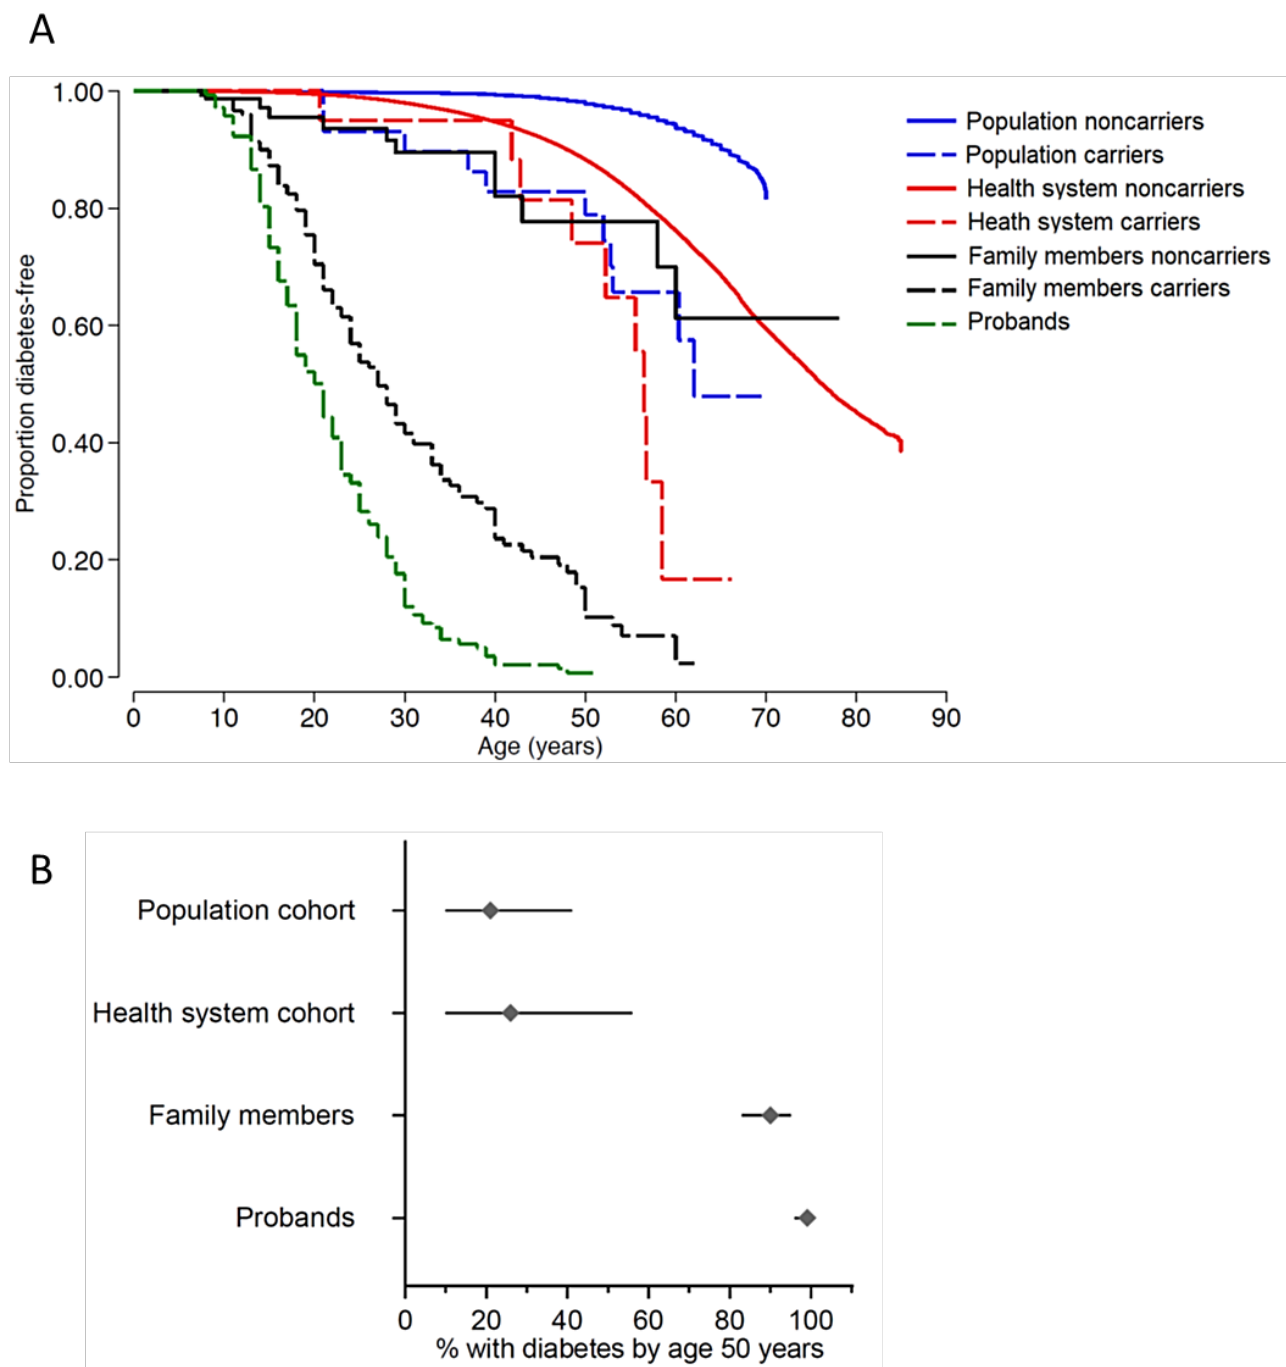 A
1.00
0.80
0.60
0.40
0.20
0.00
Proportion diabetes-free
0 10 20 30 40 50 60 70 80 90
Age (years)
Population noncarriers
Population carriers
Health system noncarriers
Heath system carriers
Family members noncarriers
Family members carriers
Probands
B
Population cohort
Health system cohort
Family members
Probands
0 20 40 60 80 100
% with diabetes by age 50 years